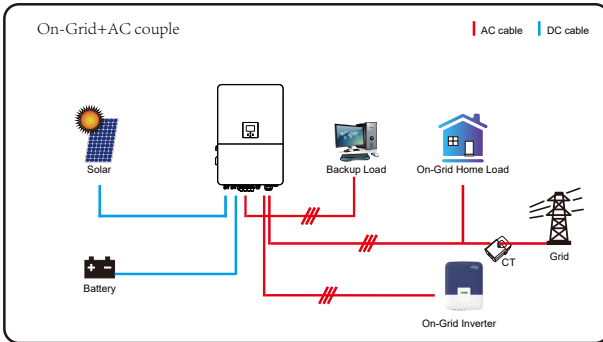 On-Grid+AC couple
AC cable
DC cable
Solar
Backup Load
On-Grid Home Load
Grid
CT
Battery
On-Grid Inverter